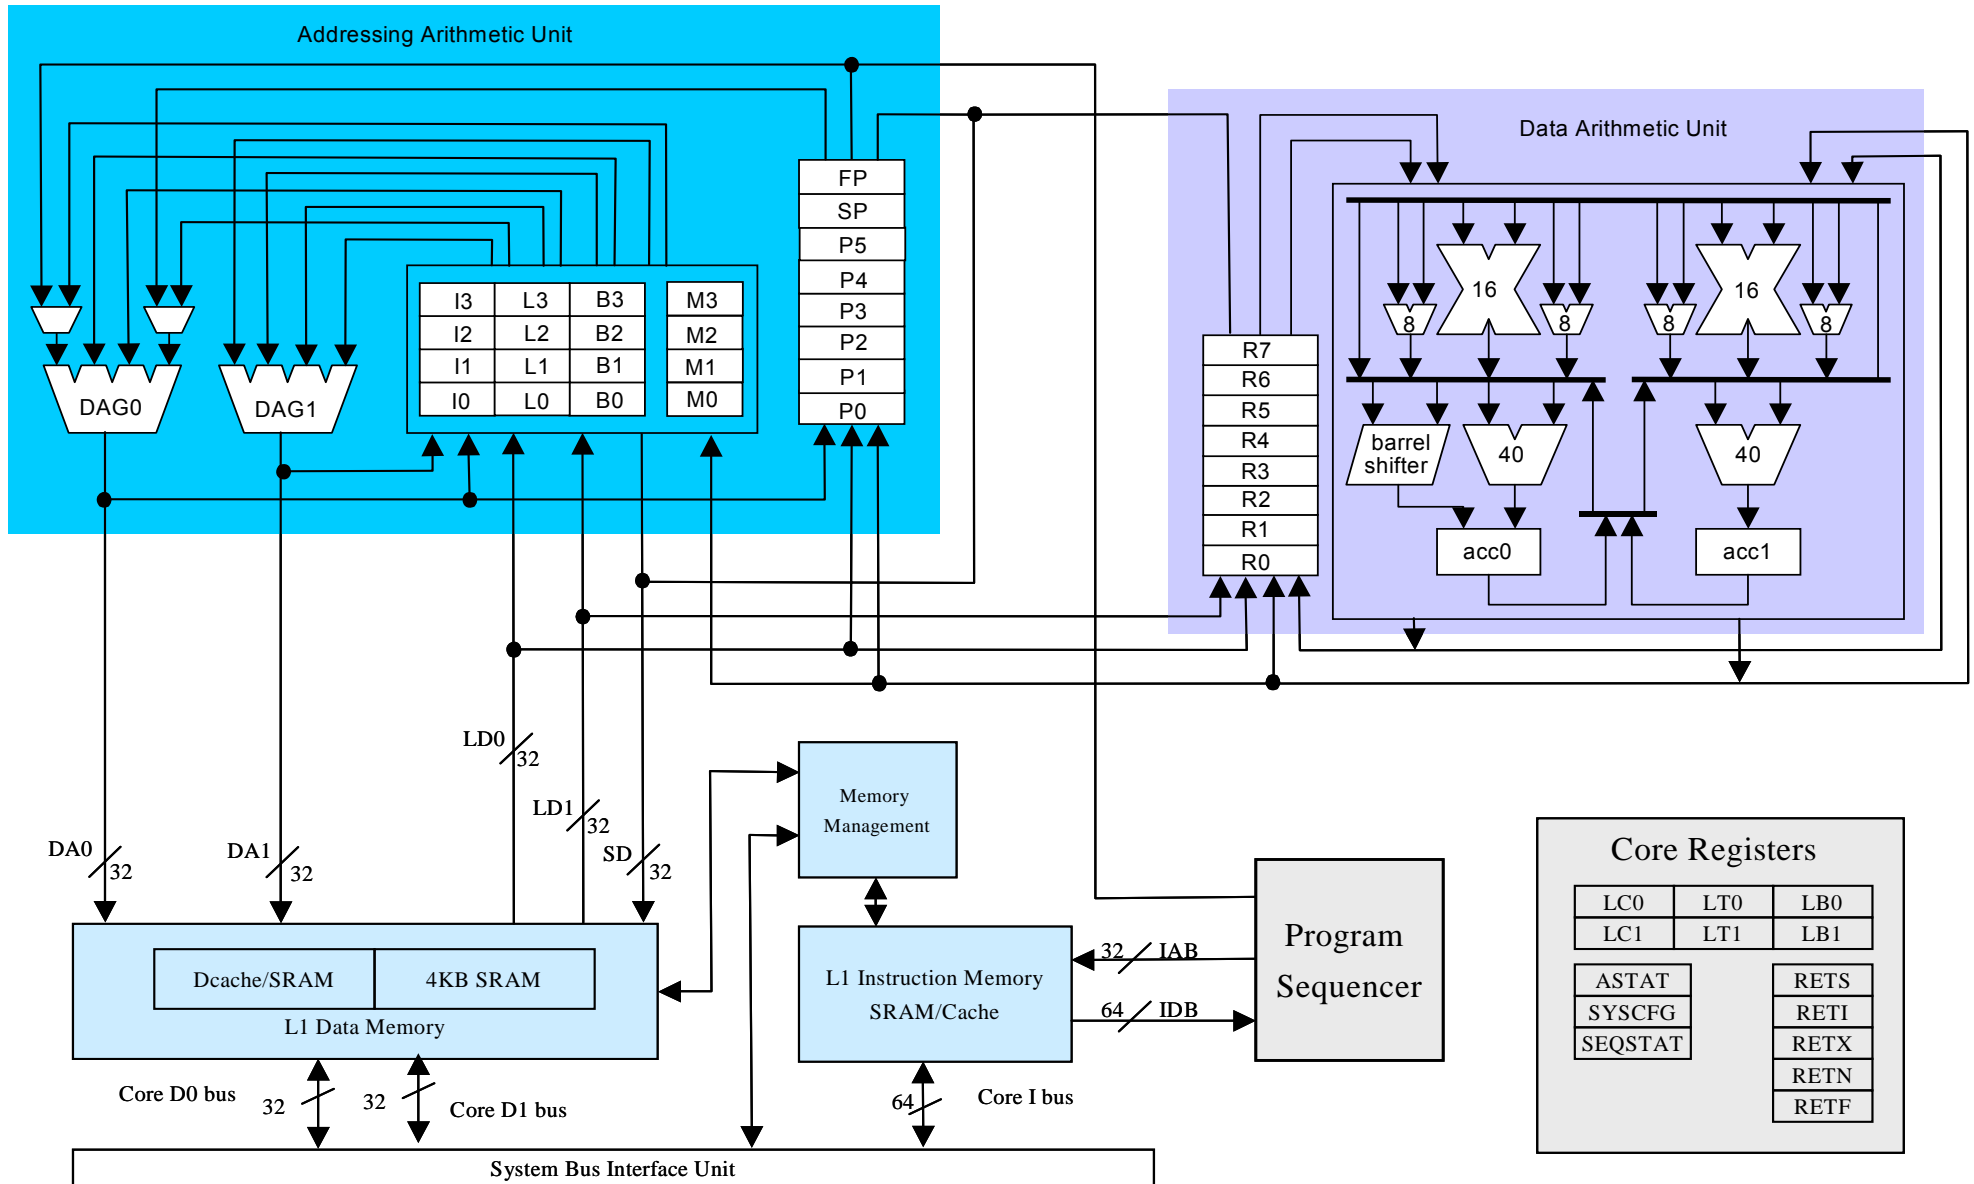 Addressing Arithmetic Unit
Data Arithmetic Unit
FP
SP
P5
P4
P3
P2
P1
P0
I3 L3 B3 M3
I2 L2 B2 M2
I1 L1 B1 M1
I0 L0 B0 M0
DAG0
DAG1
R7
R6
R5
R4
R3
R2
R1
R0
16
16
8
8
8
8
barrel
shifter
40
40
acc0
acc1
LD0
32
LD1
32
DA0
32
DA1
32
SD
32
Memory
Management
Dcache/SRAM
4KB SRAM
L1 Data Memory
L1 Instruction Memory
SRAM/Cache
32 IAB
64 IDB
Program
Sequencer
Core Registers
LC0 LT0 LB0
LC1 LT1 LB1
ASTAT RETS
SYSCFG RETI
SEQSTAT RETX
RETN
RETF
Core D0 bus
32
32
Core D1 bus
64
Core I bus
System Bus Interface Unit